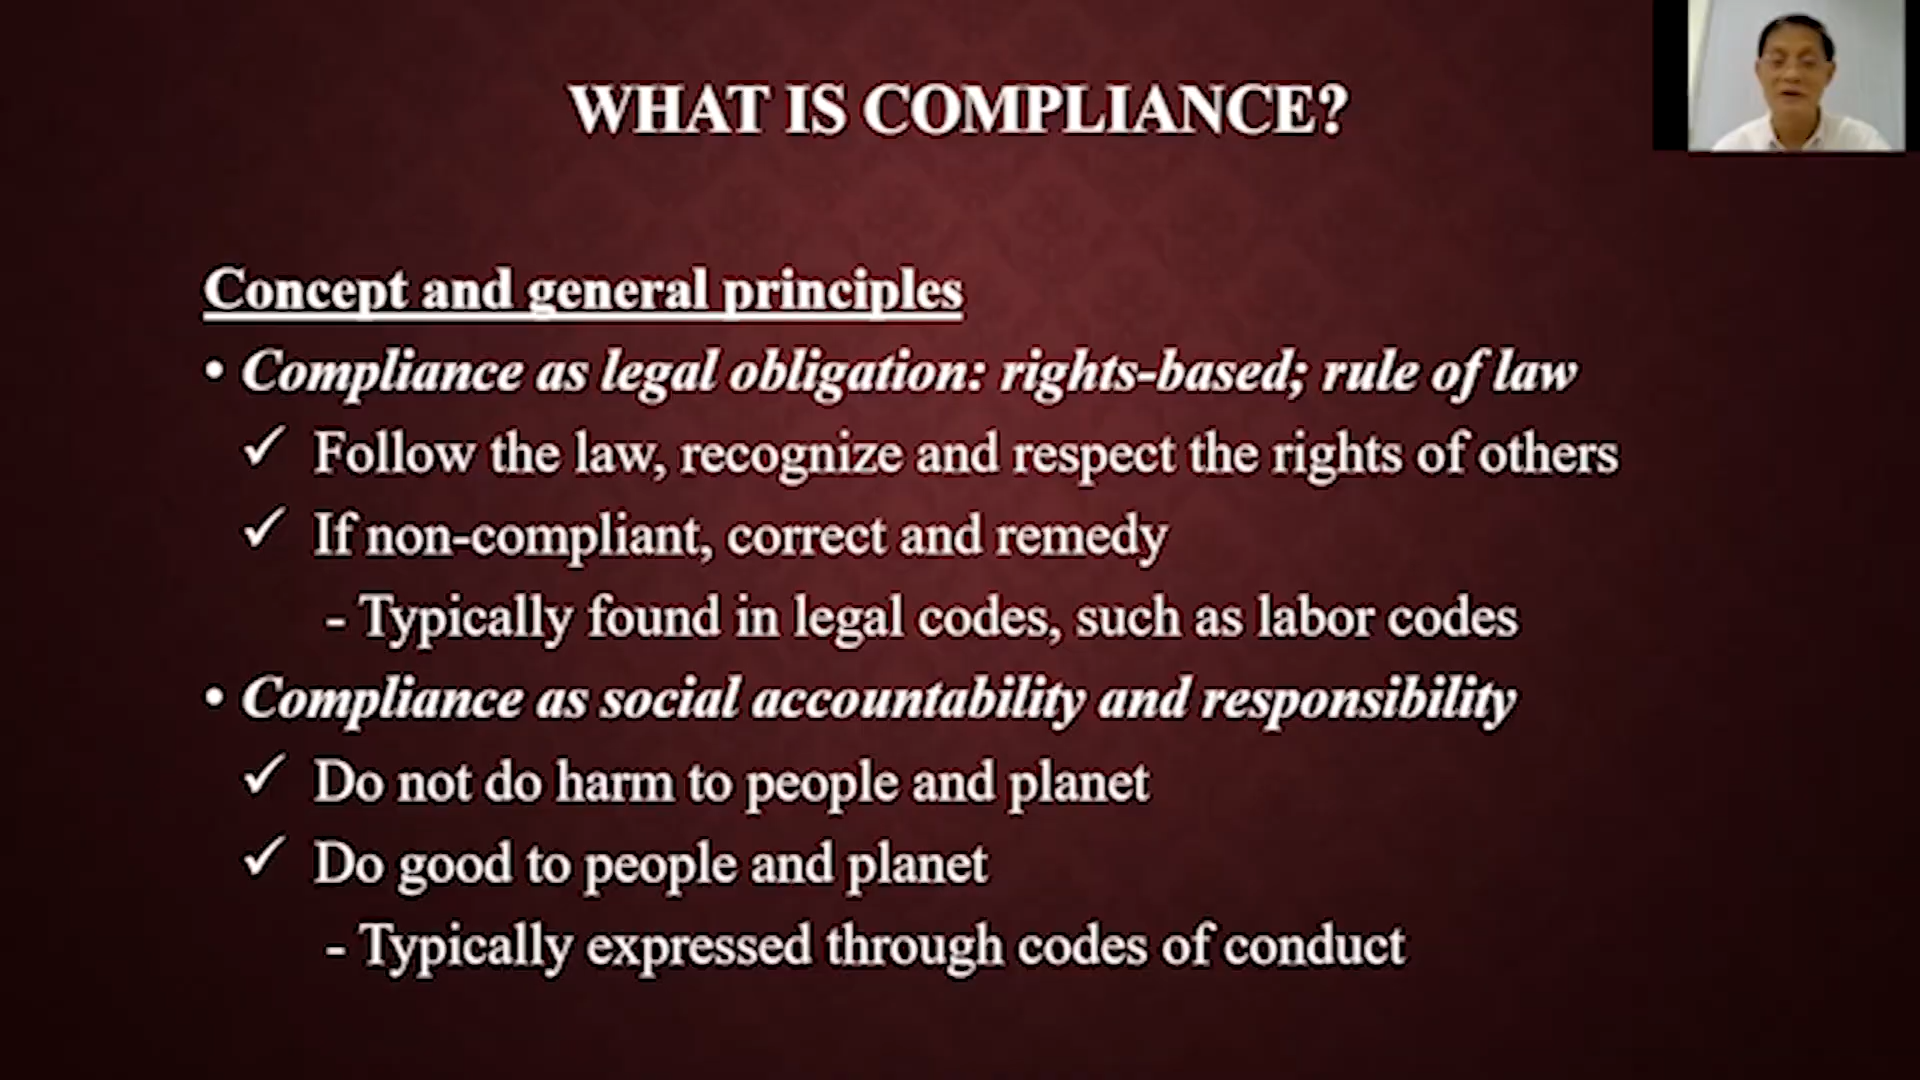 WHAT IS COMPLIANCE?
Concept and general principles
• Compliance as legal obligation: rights-based; rule of law
✓ Follow the law, recognize and respect the rights of others
✓ If non-compliant, correct and remedy
- Typically found in legal codes, such as labor codes
• Compliance as social accountability and responsibility
✓ Do not do harm to people and planet
✓ Do good to people and planet
- Typically expressed through codes of conduct